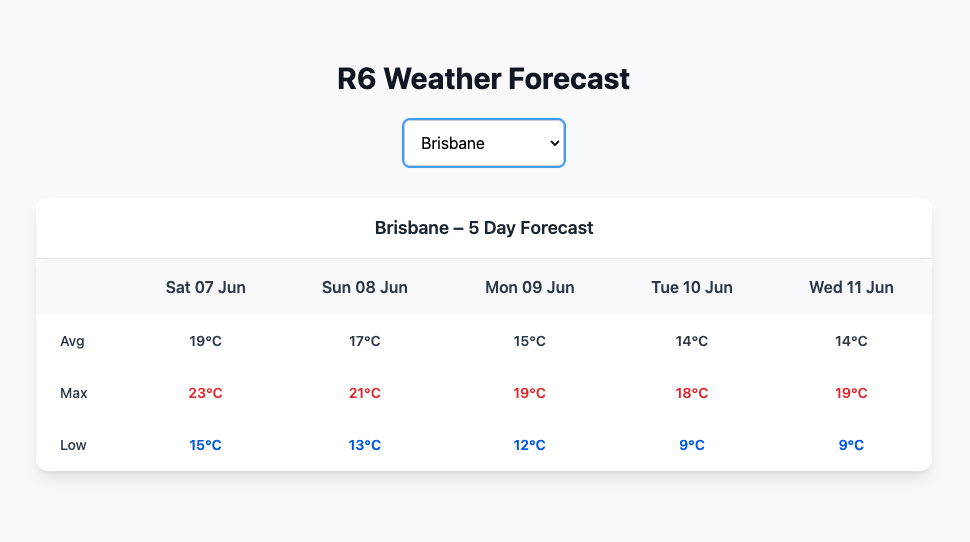 R6 Weather Forecast
Brisbane
Brisbane – 5 Day Forecast
Sat 07 Jun Sun 08 Jun Mon 09 Jun Tue 10 Jun Wed 11 Jun
Avg 19°C 17°C 15°C 14°C 14°C
Max 23°C 21°C 19°C 18°C 19°C
Low 15°C 13°C 12°C 9°C 9°C